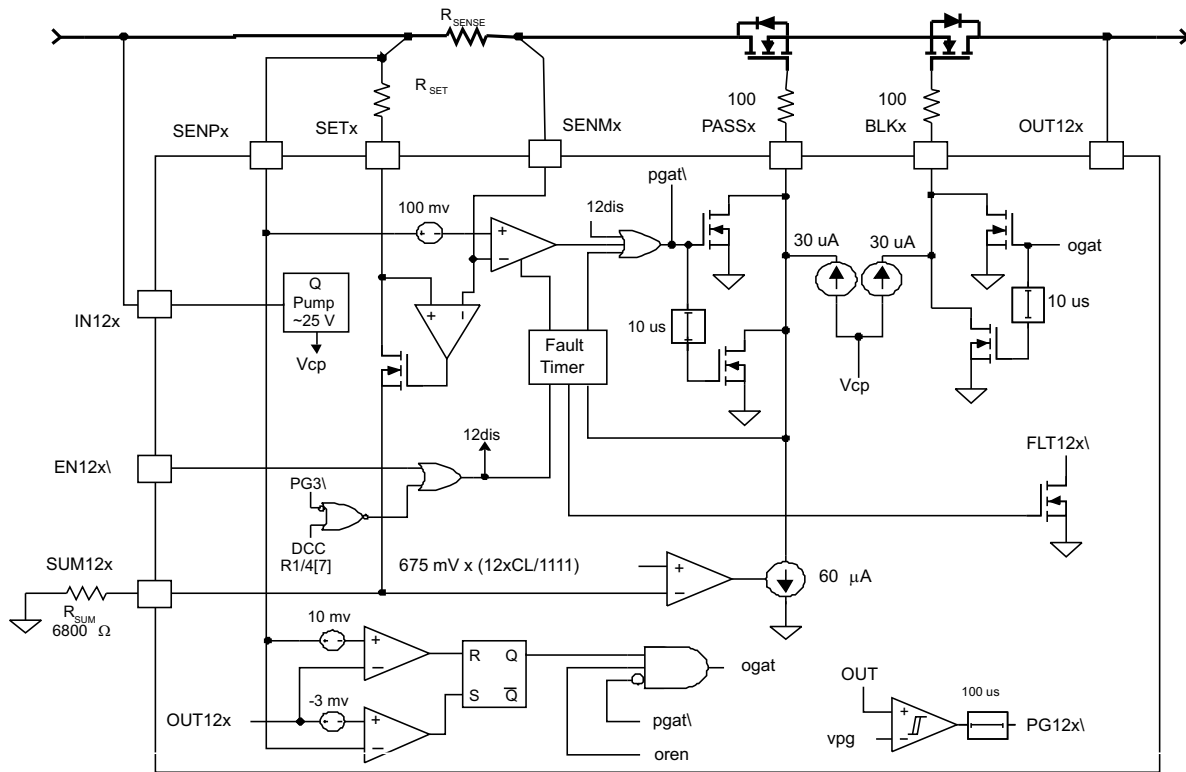 RSENSE
RSET
100
100
SENPx
SETx
SENMx
PASSx
BLKx
OUT12x
pgat\
100 mv
12dis
30 uA
30 uA
ogat
Q
Pump
~25 V
IN12x
10 us
10 us
Vcp
Fault
Timer
Vcp
12dis
EN12x\
FLT12x\
PG3\
DCC
R1/4[7]
SUM12x
675 mV x (12xCL/1111)
60 µA
RSUM
6800 Ω
10 mv
R Q
S Q̅
ogat
-3 mv
OUT12x
pgat\
oren
OUT
100 us
vpg
PG12x\